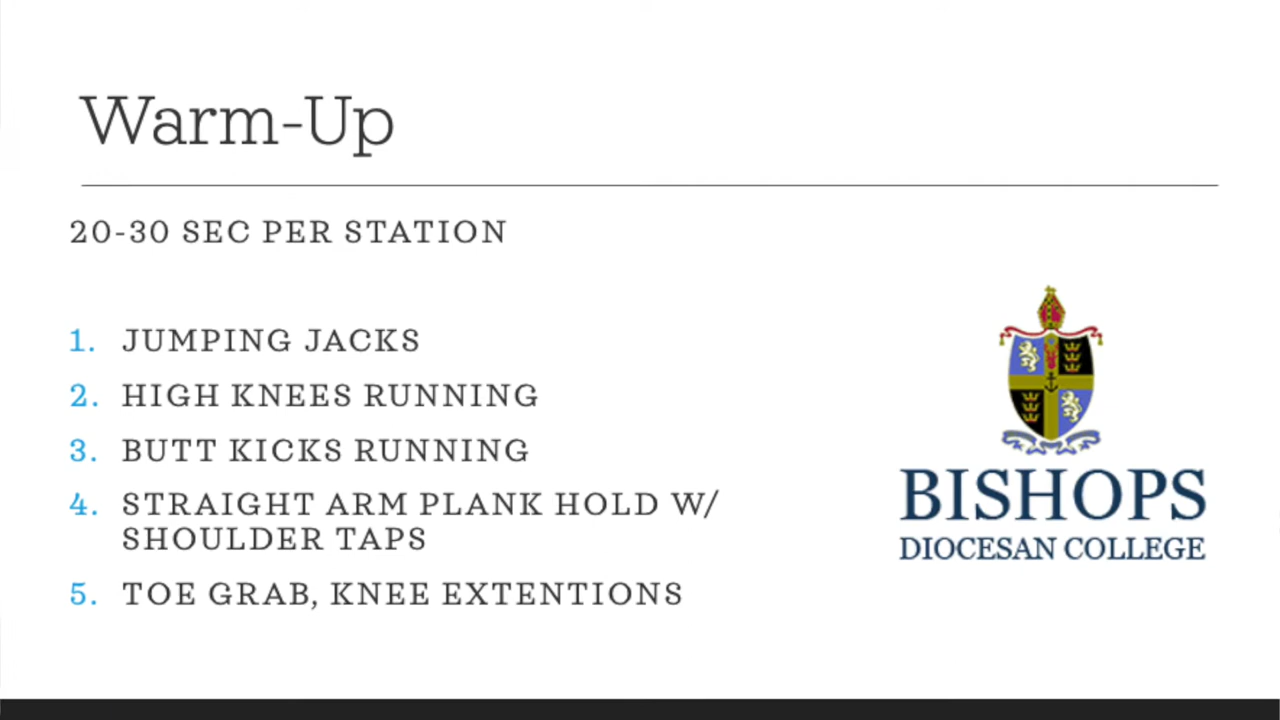 Warm-Up
20-30 SEC PER STATION
1. JUMPING JACKS
2. HIGH KNEES RUNNING
3. BUTT KICKS RUNNING
4. STRAIGHT ARM PLANK HOLD W/
SHOULDER TAPS
5. TOE GRAB, KNEE EXTENTIONS
BISHOPS
DIOCESAN COLLEGE